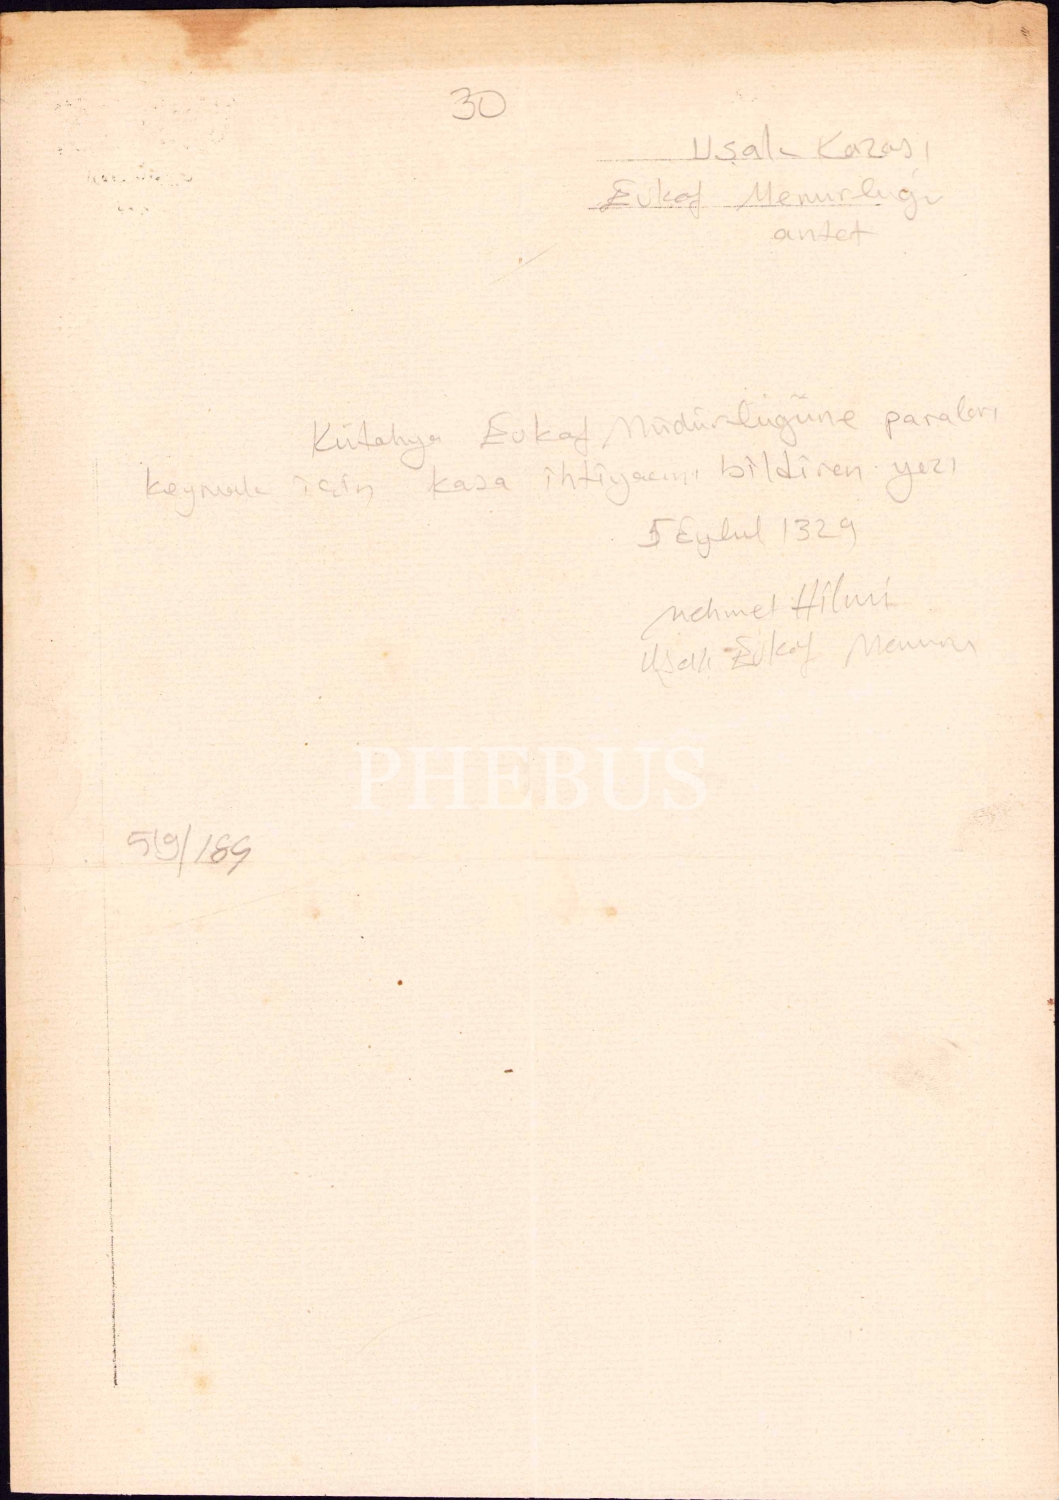 30
Uşak Kazası
Evkaf Memurluğu
antet
Kütahya Evkaf Müdürlüğüne paraları
koymak için kasa ihtiyacını bildiren yazı
5 Eylul 1329
Mehmet Hilmi
Uşak Evkaf Memuru
PHEBUS
519/189